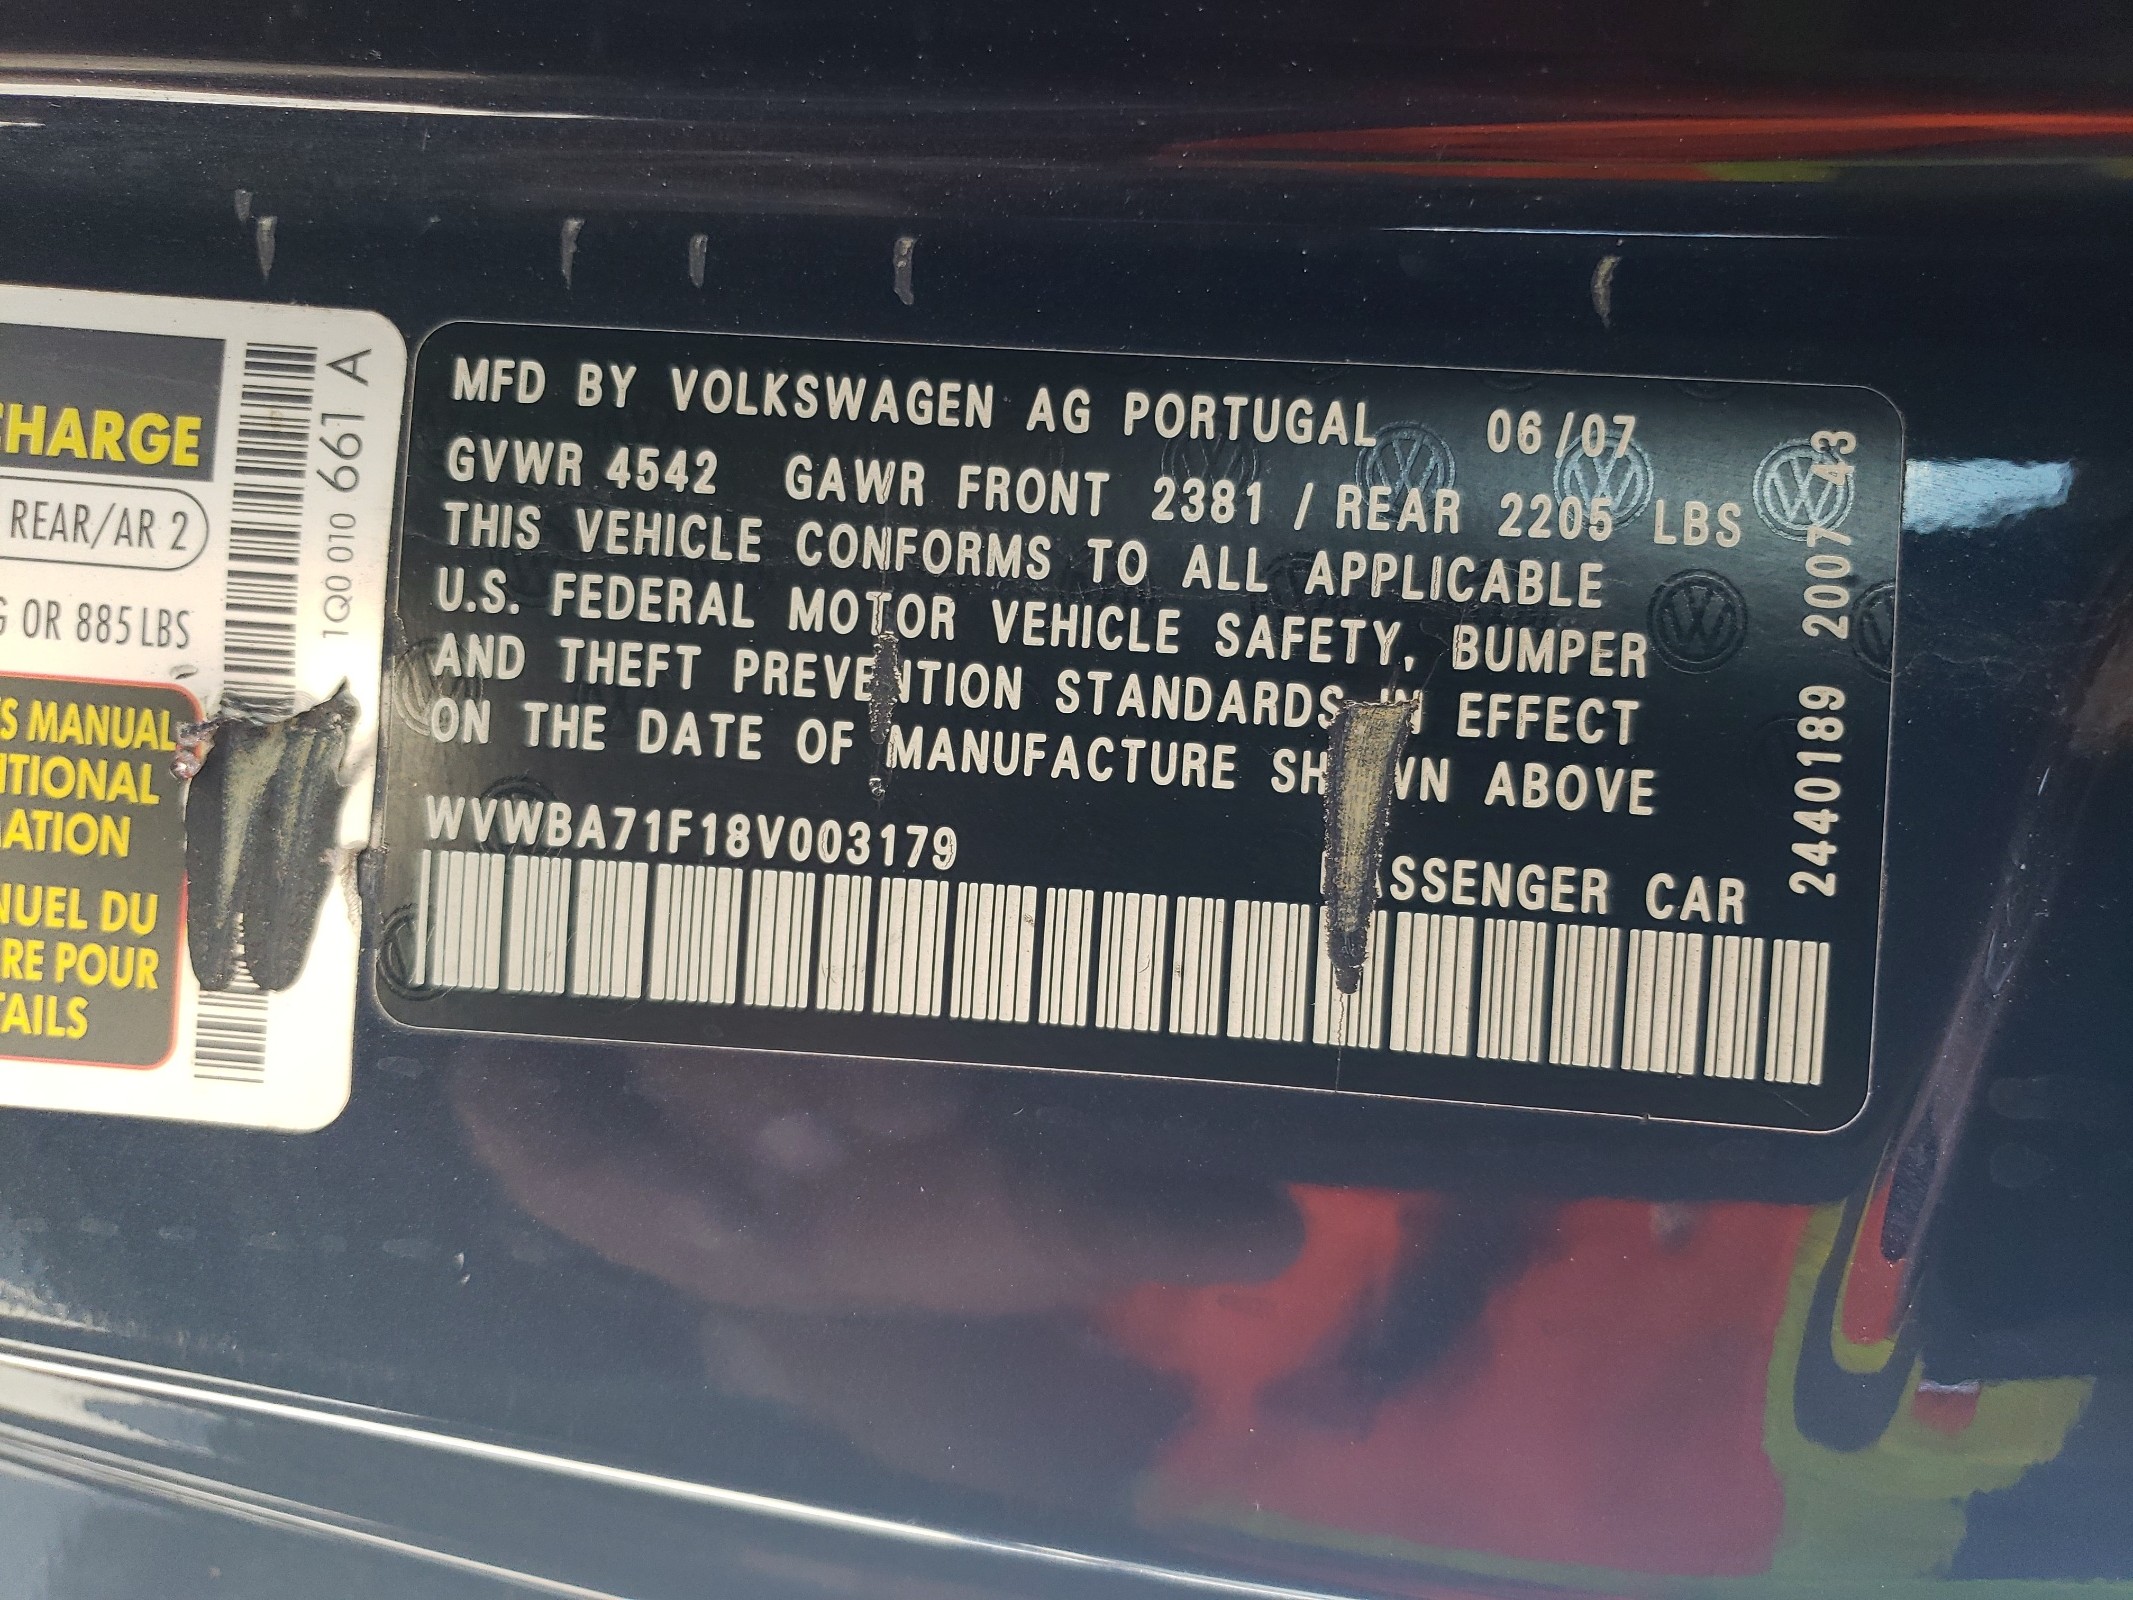 CHARGE
REAR/AR 2
G OR 885 LBS
S MANUAL
ITIONAL
MATION
NUEL DU
RE POUR
TAILS
1Q0 010 661 A
MFD BY VOLKSWAGEN AG PORTUGAL 06/07
GVWR 4542 GAWR FRONT 2381 / REAR 2205 LBS
THIS VEHICLE CONFORMS TO ALL APPLICABLE
U.S. FEDERAL MOTOR VEHICLE SAFETY, BUMPER
AND THEFT PREVENTION STANDARDS IN EFFECT
ON THE DATE OF MANUFACTURE SHOWN ABOVE
WVWBA71F18V003179
PASSENGER CAR
2440189 2007 43